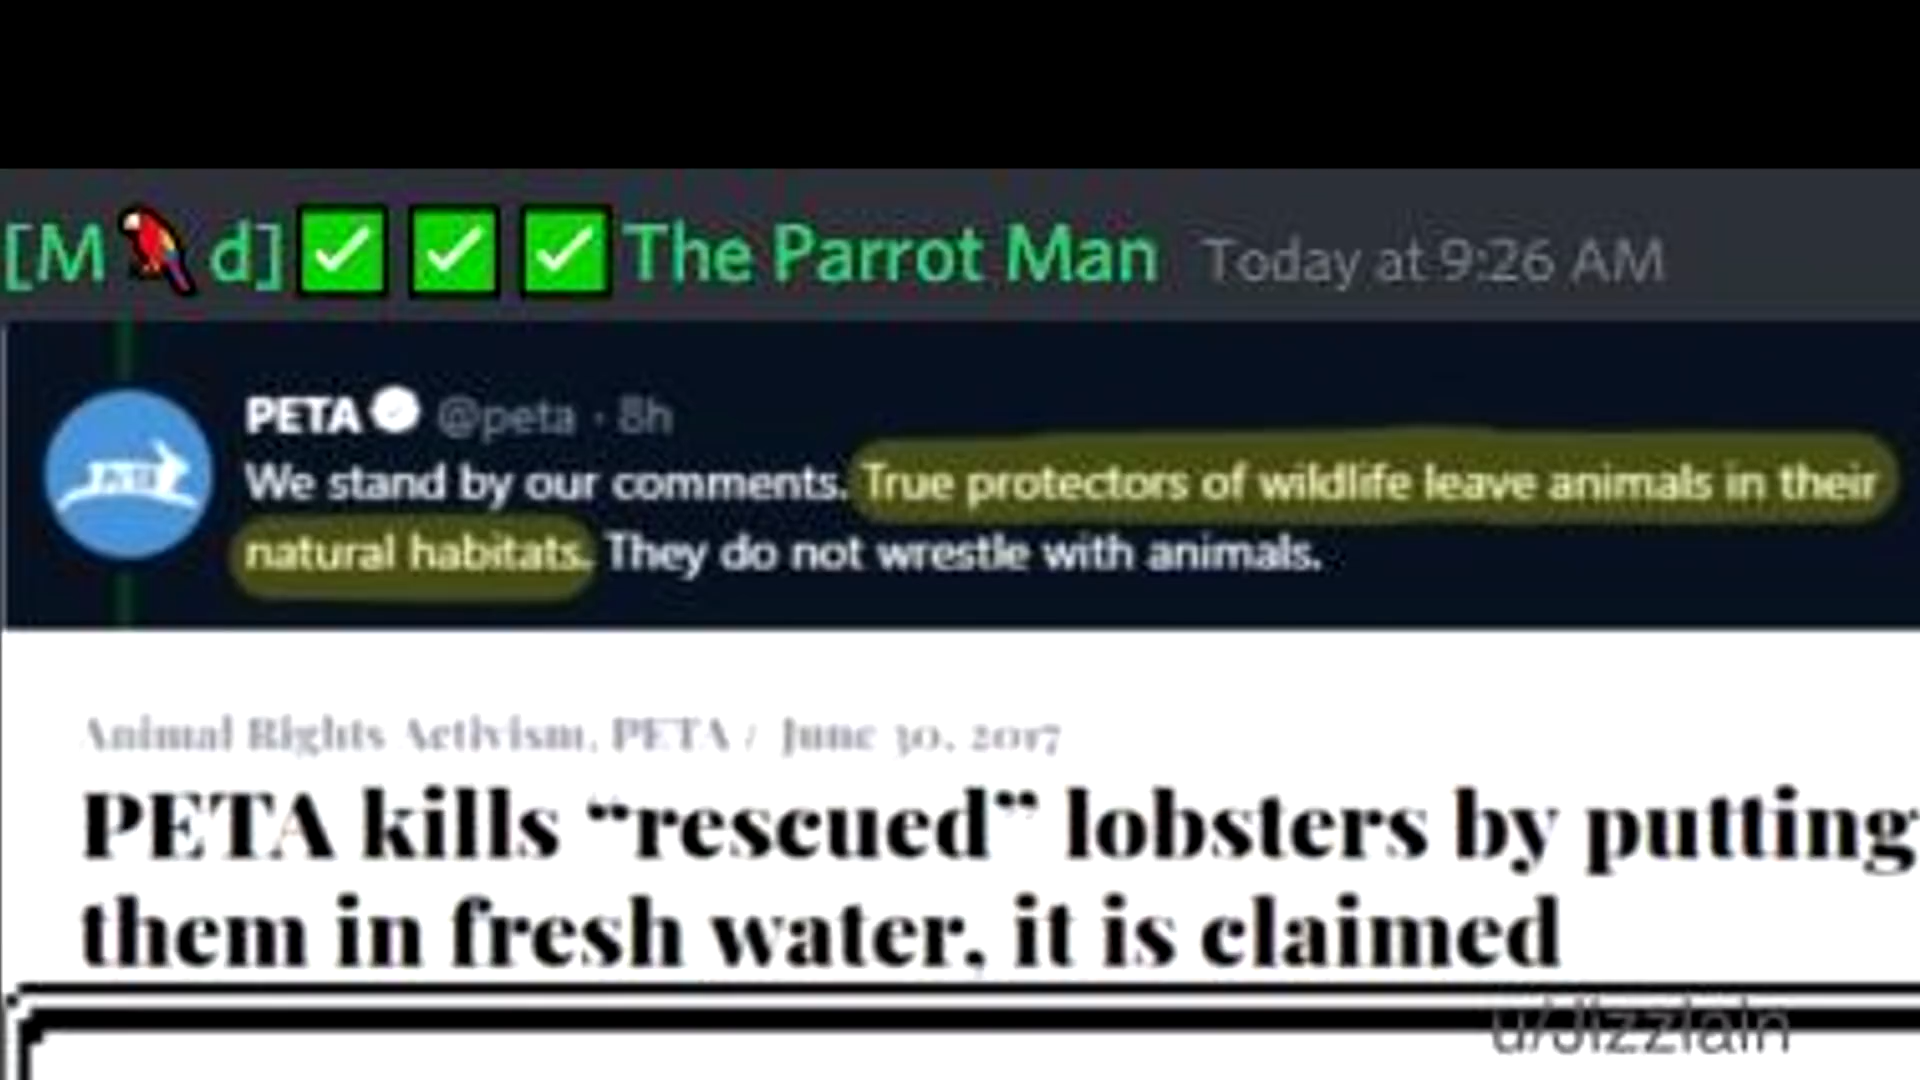 [M🦜d]✅✅✅The Parrot Man Today at 9:26 AM
PETA @peta · 8h
We stand by our comments. True protectors of wildlife leave animals in their
natural habitats. They do not wrestle with animals.
Animal Rights Activism, PETA / June 30, 2017
PETA kills “rescued” lobsters by putting
them in fresh water, it is claimed
u/Jizzlain